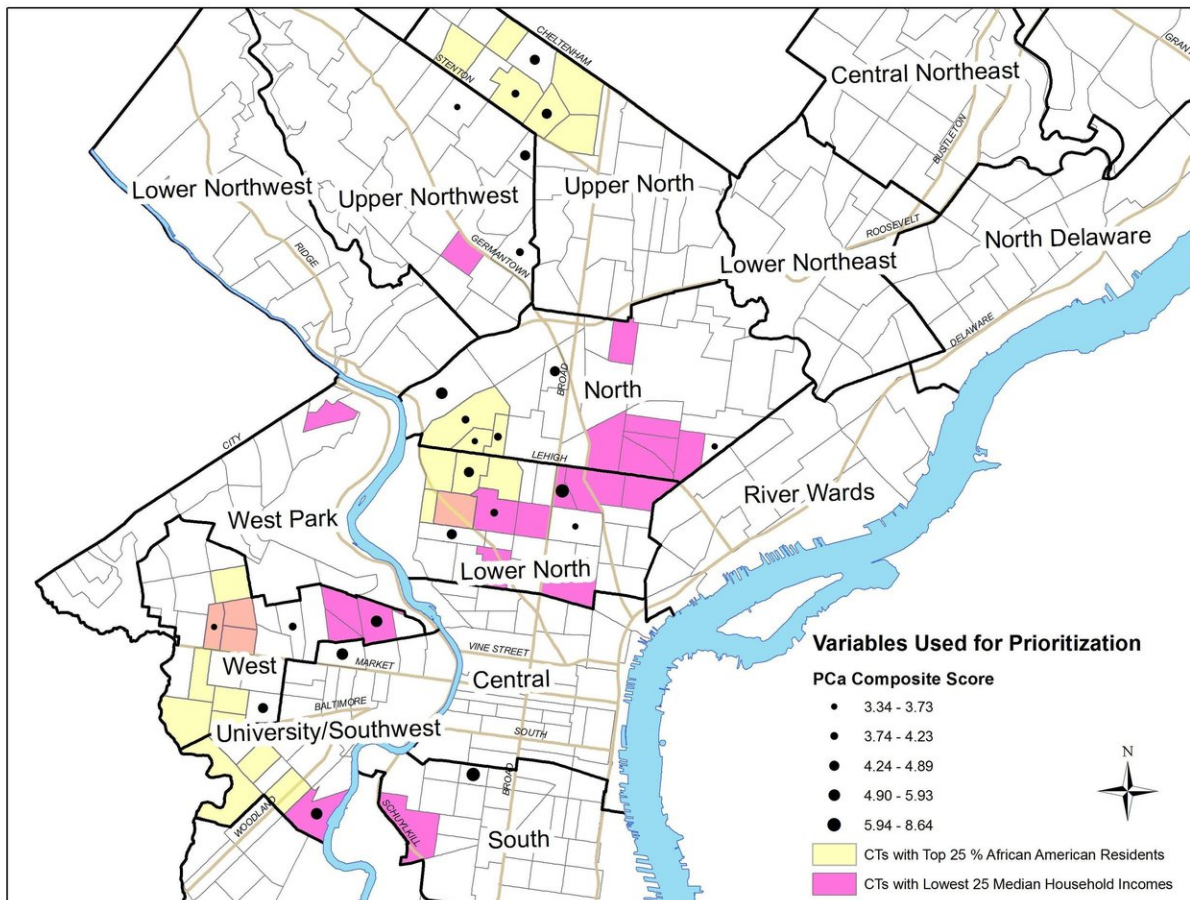 CHELTENHAM
STENTON
GRANT
Central Northeast
BUSTLETON
Lower Northwest
Upper Northwest
Upper North
ROOSEVELT
North Delaware
RIDGE
GERMANTOWN
Lower Northeast
DELAWARE
BROAD
North
CITY
LEHIGH
River Wards
West Park
Lower North
Variables Used for Prioritization
VINE STREET
West
MARKET
Central
PCa Composite Score
BALTIMORE
3.34 - 3.73
University/Southwest
SOUTH
3.74 - 4.23
N
4.24 - 4.89
BROAD
4.90 - 5.93
WOODLAND
SCHUYLKILL
5.94 - 8.64
South
CTs with Top 25 % African American Residents
CTs with Lowest 25 Median Household Incomes